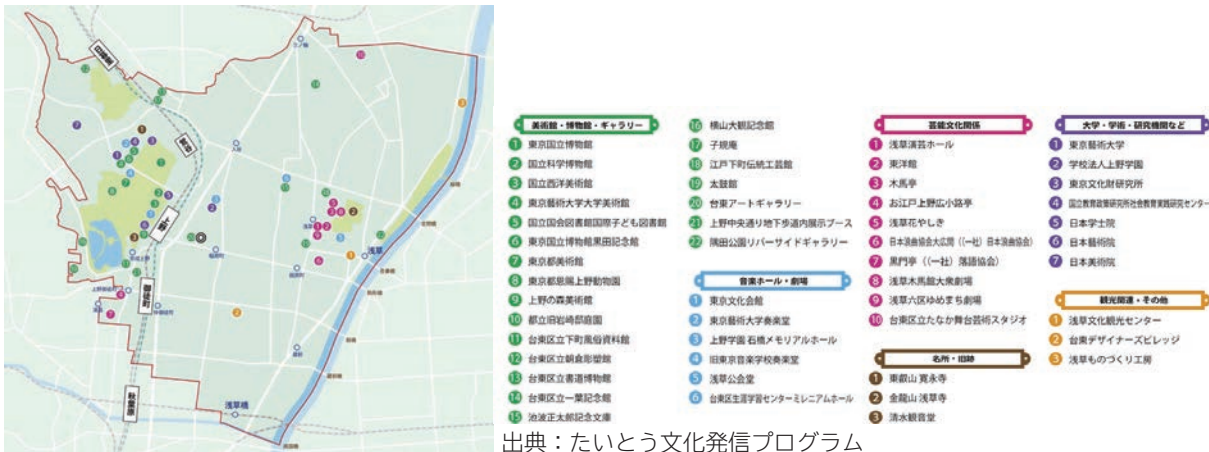 日暮里
三ノ輪
鶯谷
入谷
上野
稲荷町
田原町
浅草
浅草
京成上野
上野御徒町
湯島
仲御徒町
御徒町
蔵前
秋葉原
浅草橋
美術館・博物館・ギャラリー
1 東京国立博物館
2 国立科学博物館
3 国立西洋美術館
4 東京藝術大学大学美術館
5 国立国会図書館国際子ども図書館
6 東京国立博物館黒田記念館
7 東京都美術館
8 東京都恩賜上野動物園
9 上野の森美術館
10 都立旧岩崎邸庭園
11 台東区立下町風俗資料館
12 台東区立朝倉彫塑館
13 台東区立書道博物館
14 台東区立一葉記念館
15 池波正太郎記念文庫
16 横山大観記念館
17 子規庵
18 江戸下町伝統工芸館
19 太鼓館
20 台東アートギャラリー
21 上野中央通り地下歩道内展示ブース
22 隅田公園リバーサイドギャラリー
音楽ホール・劇場
1 東京文化会館
2 東京藝術大学奏楽堂
3 上野学園 石橋メモリアルホール
4 旧東京音楽学校奏楽堂
5 浅草公会堂
6 台東区生涯学習センターミレニアムホール
芸能文化関係
1 浅草演芸ホール
2 東洋館
3 木馬亭
4 お江戸上野広小路亭
5 浅草花やしき
6 日本浪曲協会大広間（(一社）日本浪曲協会）
7 黒門亭（(一社）落語協会）
8 浅草木馬館大衆劇場
9 浅草六区ゆめまち劇場
10 台東区立たなか舞台芸術スタジオ
名所・旧跡
1 東叡山 寛永寺
2 金龍山 浅草寺
3 清水観音堂
大学・学術・研究機関など
1 東京藝術大学
2 学校法人上野学園
3 東京文化財研究所
4 国立教育政策研究所社会教育実践研究センター
5 日本学士院
6 日本藝術院
7 日本美術院
観光関連・その他
1 浅草文化観光センター
2 台東デザイナーズビレッジ
3 浅草ものづくり工房
出典：たいとう文化発信プログラム